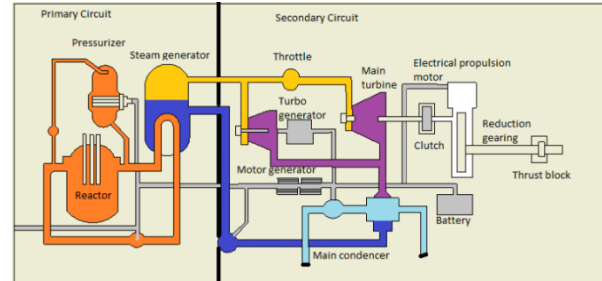 Primary Circuit
Secondary Circuit
Pressurizer
Steam generator
Throttle
Main
turbine
Electrical propulsion
motor
Turbo
generator
Reduction
gearing
Clutch
Thrust block
Motor generator
Reactor
Battery
Main condencer